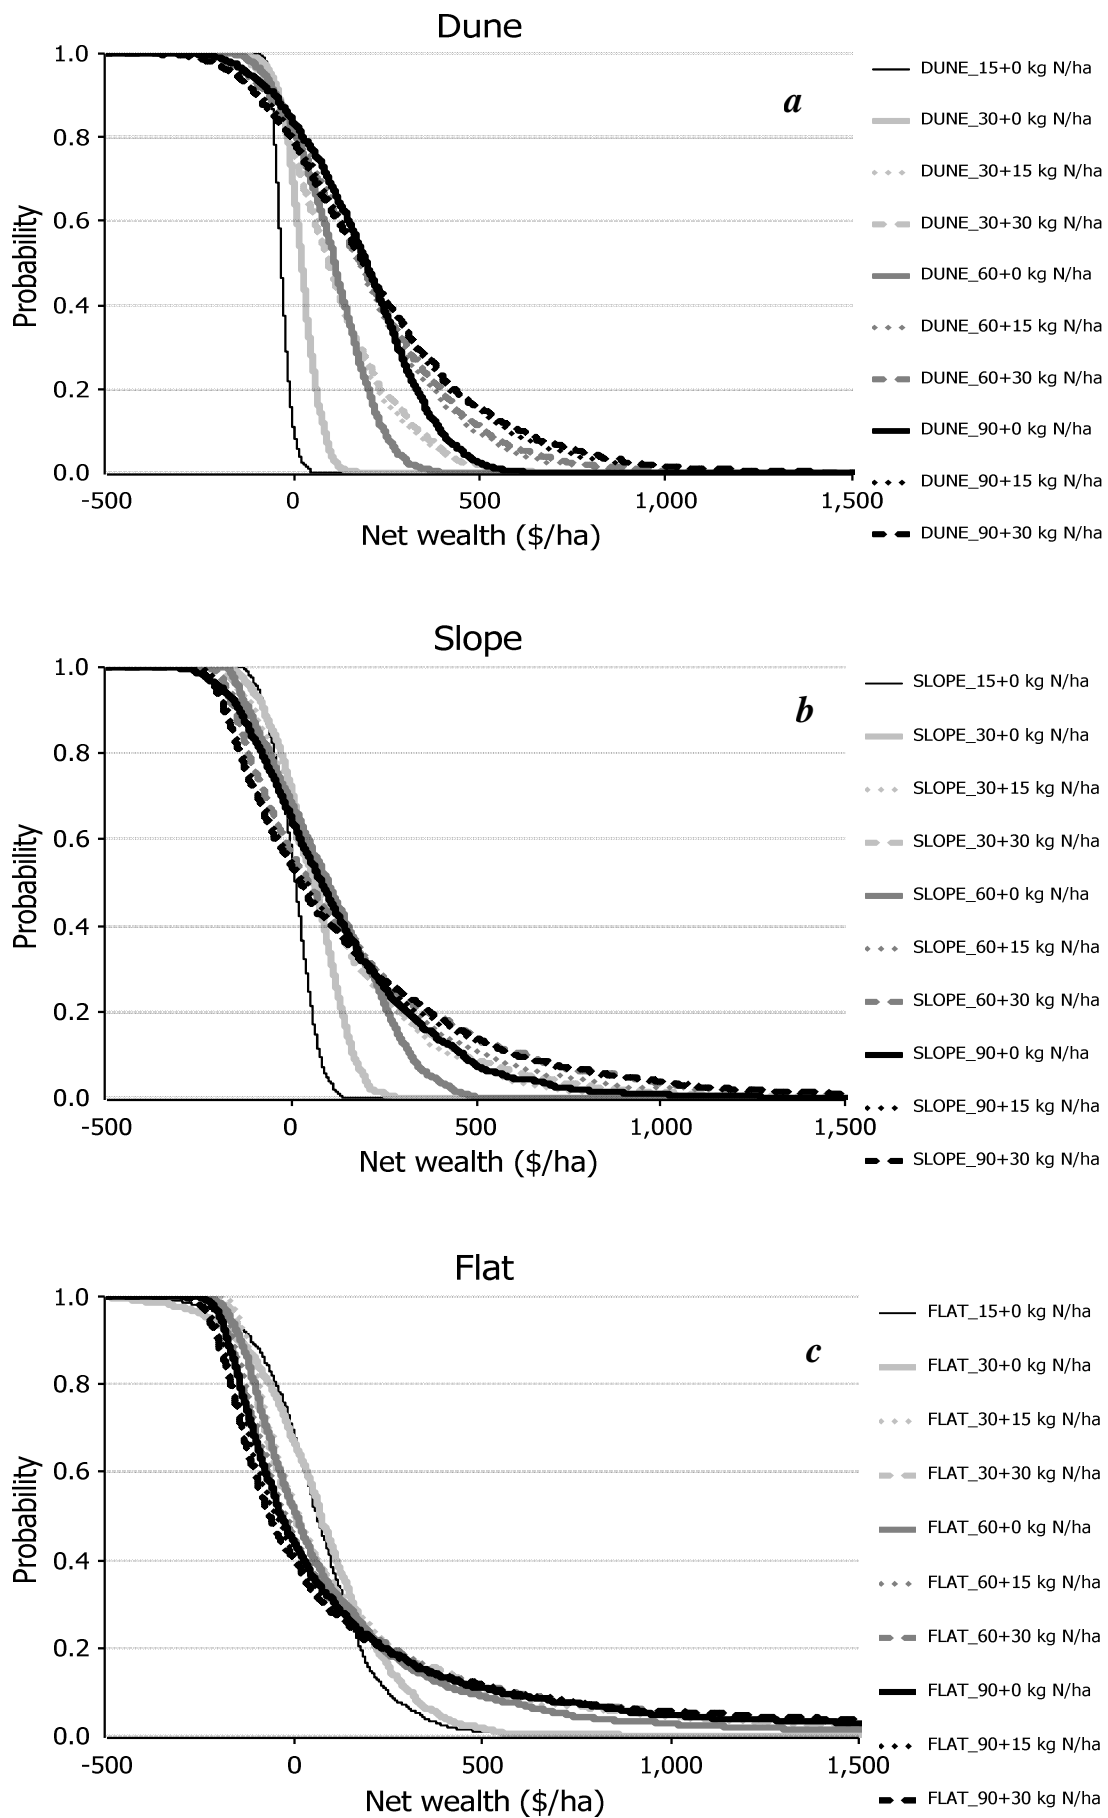 Dune
a
1.0
0.8
0.6
0.4
0.2
0.0
Probability
-500
0
500
1,000
1,500
Net wealth ($/ha)
DUNE_15+0 kg N/ha
DUNE_30+0 kg N/ha
DUNE_30+15 kg N/ha
DUNE_30+30 kg N/ha
DUNE_60+0 kg N/ha
DUNE_60+15 kg N/ha
DUNE_60+30 kg N/ha
DUNE_90+0 kg N/ha
DUNE_90+15 kg N/ha
DUNE_90+30 kg N/ha
Slope
b
1.0
0.8
0.6
0.4
0.2
0.0
Probability
-500
0
500
1,000
1,500
Net wealth ($/ha)
SLOPE_15+0 kg N/ha
SLOPE_30+0 kg N/ha
SLOPE_30+15 kg N/ha
SLOPE_30+30 kg N/ha
SLOPE_60+0 kg N/ha
SLOPE_60+15 kg N/ha
SLOPE_60+30 kg N/ha
SLOPE_90+0 kg N/ha
SLOPE_90+15 kg N/ha
SLOPE_90+30 kg N/ha
Flat
c
1.0
0.8
0.6
0.4
0.2
0.0
Probability
-500
0
500
1,000
1,500
Net wealth ($/ha)
FLAT_15+0 kg N/ha
FLAT_30+0 kg N/ha
FLAT_30+15 kg N/ha
FLAT_30+30 kg N/ha
FLAT_60+0 kg N/ha
FLAT_60+15 kg N/ha
FLAT_60+30 kg N/ha
FLAT_90+0 kg N/ha
FLAT_90+15 kg N/ha
FLAT_90+30 kg N/ha